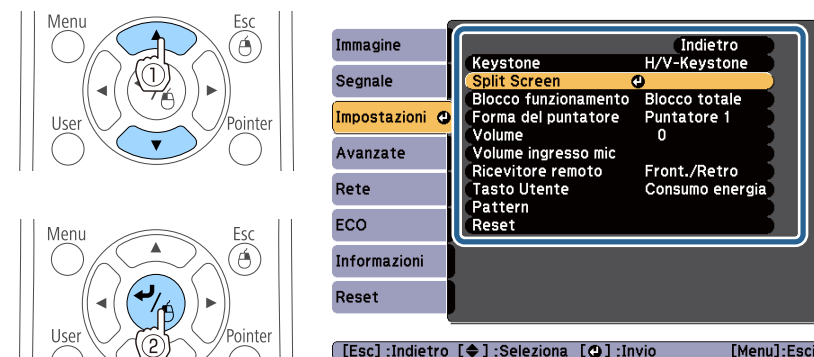 Menu
Esc
1
User
Pointer
Menu
Esc
2
User
Pointer
Immagine
Segnale
Impostazioni
Avanzate
Rete
ECO
Informazioni
Reset
Indietro
Keystone H/V-Keystone
Split Screen
Blocco funzionamento Blocco totale
Forma del puntatore Puntatore 1
Volume 0
Volume ingresso mic
Ricevitore remoto Front./Retro
Tasto Utente Consumo energia
Pattern
Reset
[Esc] :Indietro [◆] :Seleziona [⏎] :Invio [Menu]:Esci